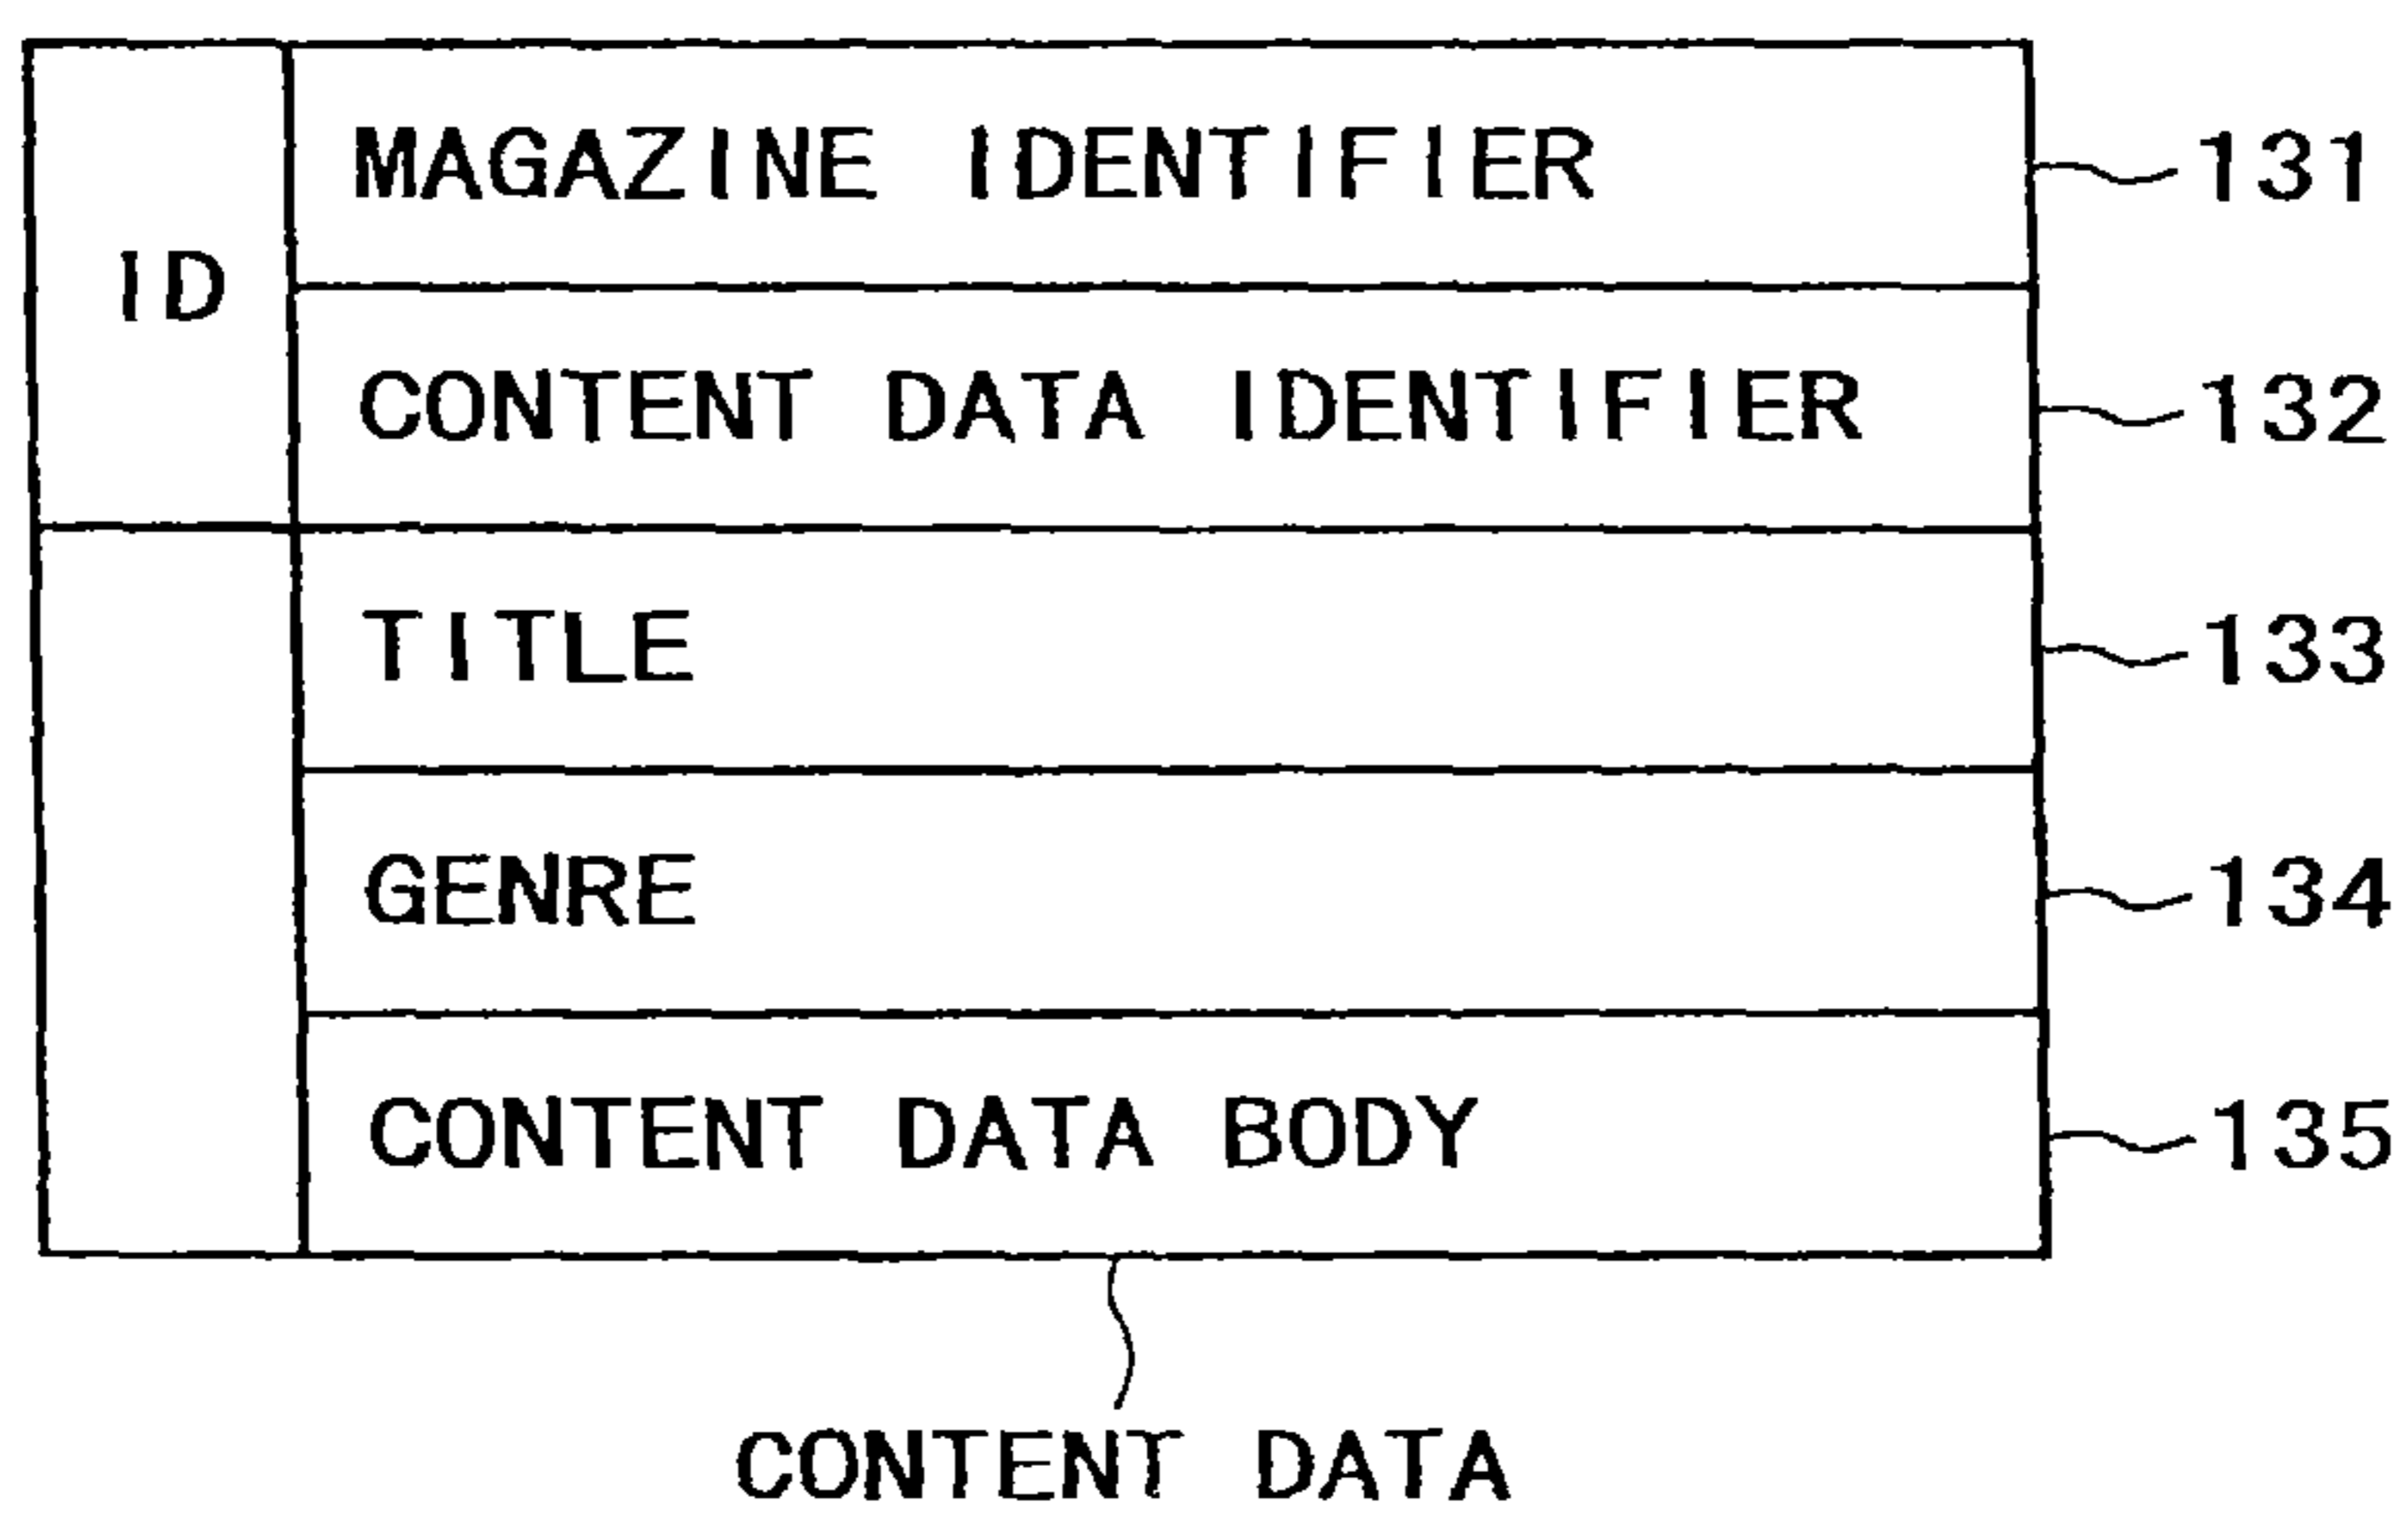 MAGAZINE IDENTIFIER 131
ID
CONTENT DATA IDENTIFIER 132
TITLE 133
GENRE 134
CONTENT DATA BODY 135
CONTENT DATA